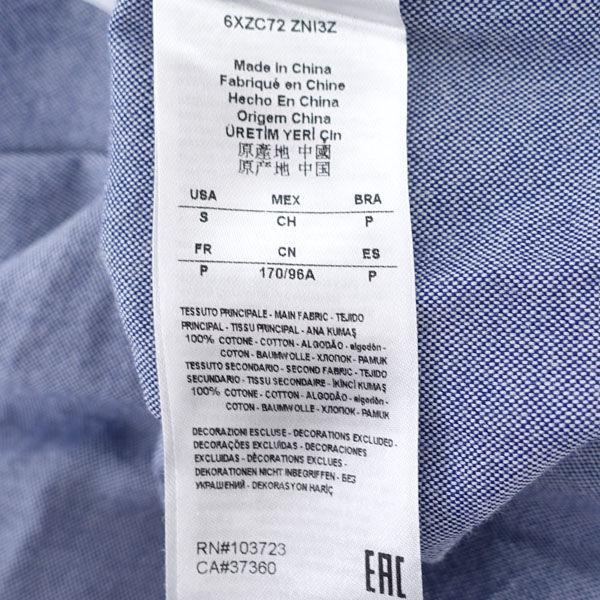 6XZC72 ZNI3Z
Made in China
Fabriqué en Chine
Hecho En China
Origem China
ÜRETİM YERİ Çin
原產地 中國
原产地 中国
USA MEX BRA
S CH P
FR CN ES
P 170/96A P
TESSUTO PRINCIPALE - MAIN FABRIC - TEJIDO
PRINCIPAL - TISSU PRINCIPAL - ANA KUMAŞ
100% COTONE - COTTON - ALGODÃO - algodón -
COTON - BAUMWOLLE - ХЛОПОК - PAMUK
TESSUTO SECONDARIO - SECOND FABRIC - TEJIDO
SECUNDARIO - TISSU SECONDAIRE - İKİNCİ KUMAŞ
100% COTONE - COTTON - ALGODÃO - algodón -
COTON - BAUMWOLLE - ХЛОПОК - PAMUK
DECORAZIONI ESCLUSE - DECORATIONS EXCLUDED -
DECORAÇÕES EXCLUÍDAS - DECORACIONES
EXCLUIDAS - DÉCORATIONS EXCLUES -
DEKORATIONEN NICHT INBEGRIFFEN - БЕЗ
УКРАШЕНИЙ - DEKORASYON HARİÇ
RN#103723
CA#37360
EAC